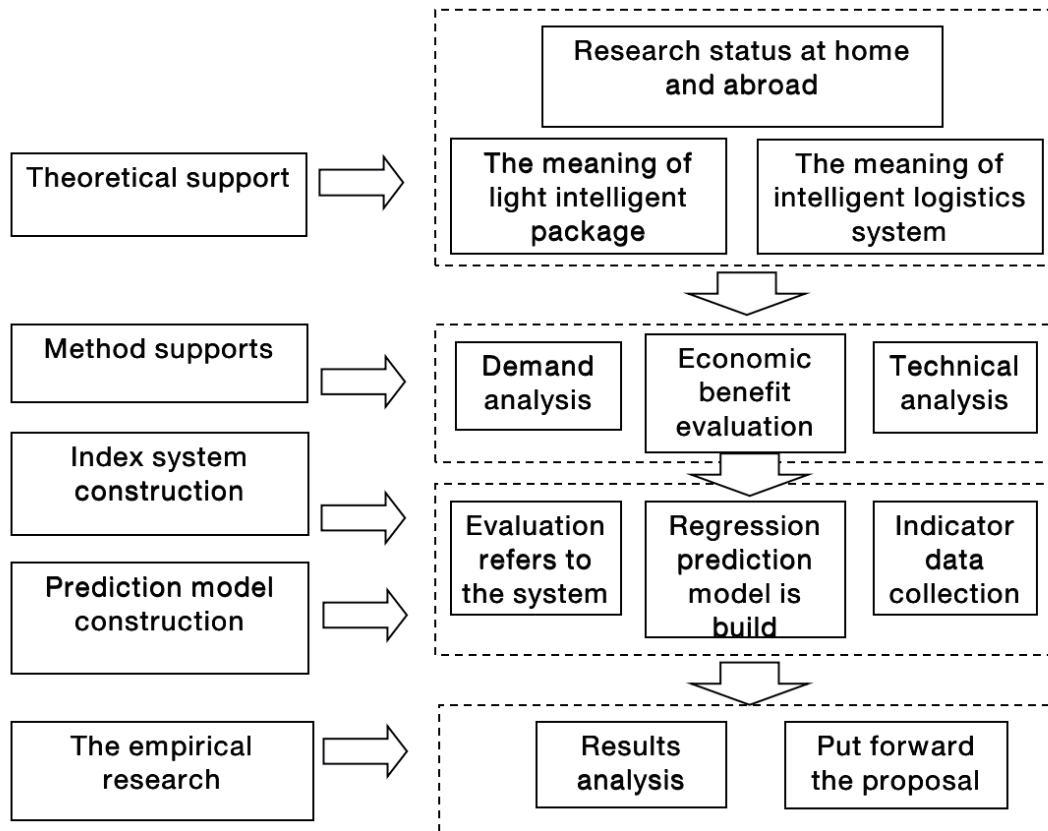 Research status at home
and abroad
Theoretical support
The meaning of
light intelligent
package
The meaning of
intelligent logistics
system
Method supports
Demand
analysis
Economic
benefit
evaluation
Technical
analysis
Index system
construction
Prediction model
construction
Evaluation
refers to
the system
Regression
prediction
model is
build
Indicator
data
collection
The empirical
research
Results
analysis
Put forward
the proposal